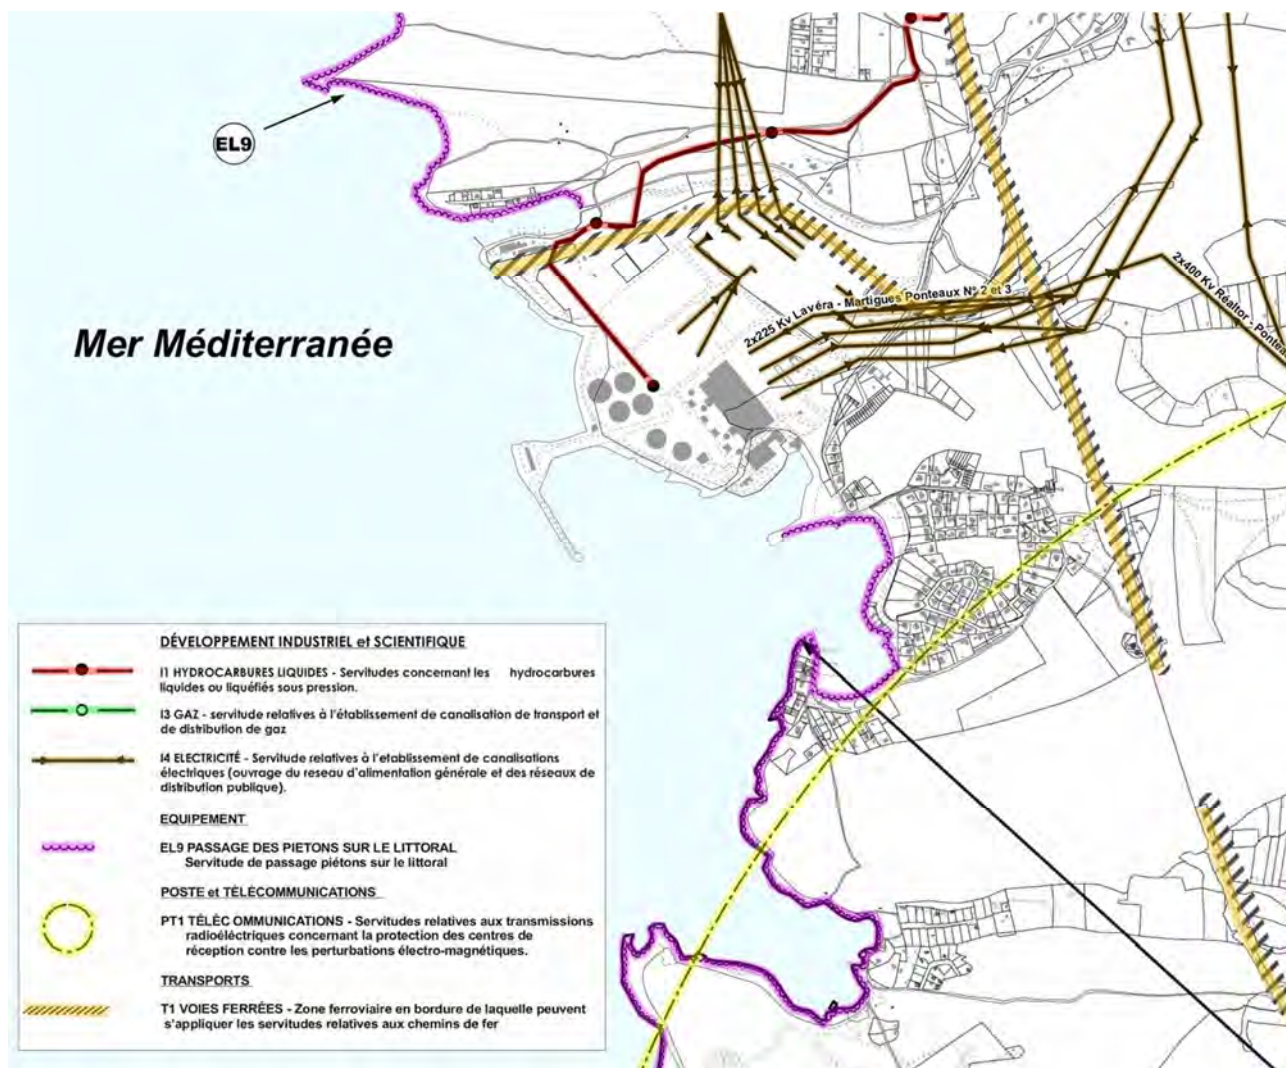 EL9
2x225 Kv Lavéra - Martigues Ponteaux N° 2 et 3
2x400 Kv Réaltor - Ponteau
Mer Méditerranée
DÉVELOPPEMENT INDUSTRIEL et SCIENTIFIQUE
I1 HYDROCARBURES LIQUIDES - Servitudes concernant les hydrocarbures
liquides ou liquéfiés sous pression.
I3 GAZ - servitude relatives à l'établissement de canalisation de transport et
de distribution de gaz
I4 ELECTRICITÉ - Servitude relatives à l'etablissement de canalisations
électriques (ouvrage du reseau d'alimentation générale et des réseaux de
distribution publique).
EQUIPEMENT
EL9 PASSAGE DES PIETONS SUR LE LITTORAL
Servitude de passage piétons sur le littoral
POSTE et TÉLÉCOMMUNICATIONS
PT1 TÉLÉC OMMUNICATIONS - Servitudes relatives aux transmissions
radioéléctriques concernant la protection des centres de
réception contre les perturbations électro-magnétiques.
TRANSPORTS
T1 VOIES FERRÉES - Zone ferroviaire en bordure de laquelle peuvent
s'appliquer les servitudes relatives aux chemins de fer